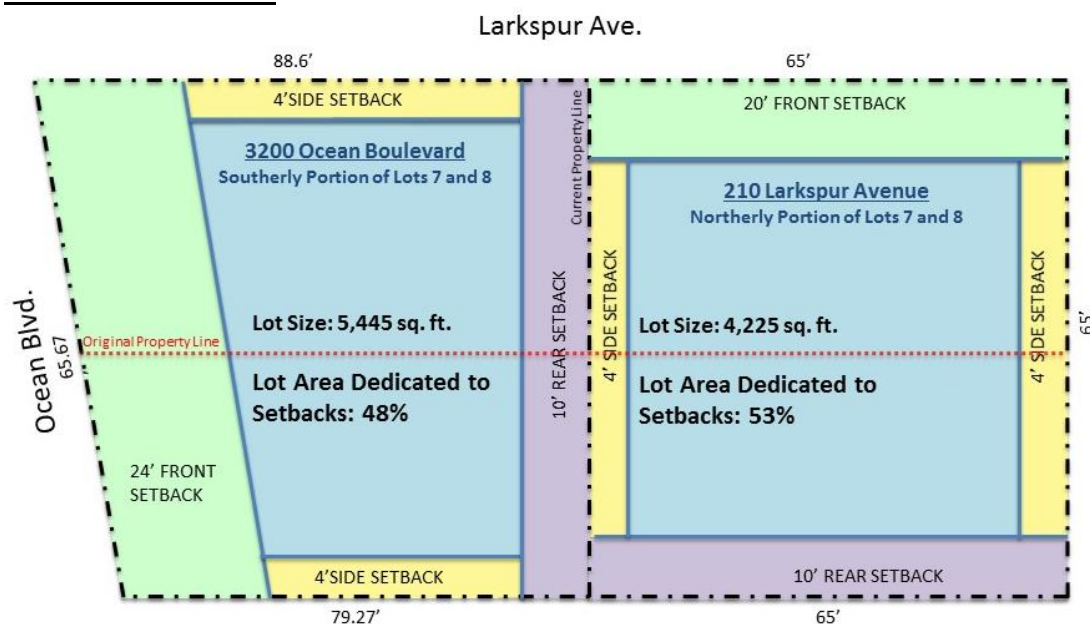 Larkspur Ave.
88.6'
65'
4'SIDE SETBACK
20' FRONT SETBACK
3200 Ocean Boulevard
Southerly Portion of Lots 7 and 8
Current Property Line
210 Larkspur Avenue
Northerly Portion of Lots 7 and 8
Ocean Blvd.
65.67
Original Property Line
Lot Size: 5,445 sq. ft.
Lot Area Dedicated to
Setbacks: 48%
10' REAR SETBACK
4' SIDE SETBACK
Lot Size: 4,225 sq. ft.
Lot Area Dedicated to
Setbacks: 53%
4' SIDE SETBACK
65'
24' FRONT
SETBACK
4'SIDE SETBACK
10' REAR SETBACK
79.27'
65'